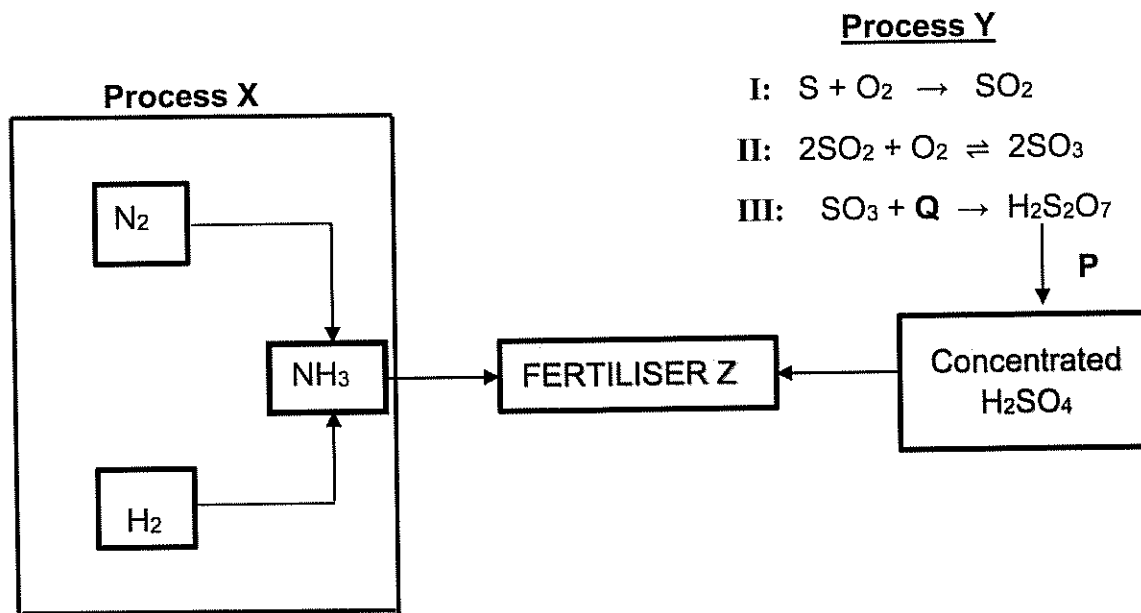 Process Y
I: S + O₂ → SO₂
Process X
II: 2SO₂ + O₂ ⇌ 2SO₃
III: SO₃ + Q → H₂S₂O₇
N₂
P
NH₃
FERTILISER Z
Concentrated
H₂SO₄
H₂